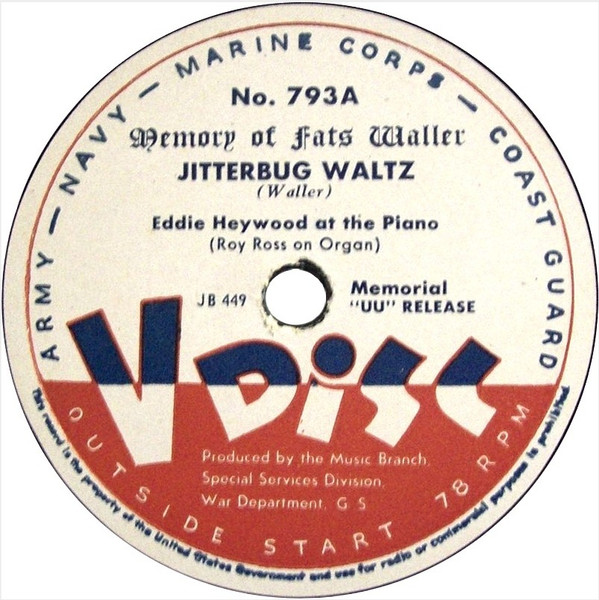 ARMY — NAVY — MARINE CORPS — COAST GUARD
No. 793A
Memory of Fats Waller
JITTERBUG WALTZ
(Waller)
Eddie Heywood at the Piano
(Roy Ross on Organ)
JB 449
Memorial
"UU" RELEASE
V DiSC
Produced by the Music Branch,
Special Services Division,
War Department, G S
OUTSIDE START 78 RPM
This record is the property of the United States Government and use for radio or commercial purposes is prohibited.